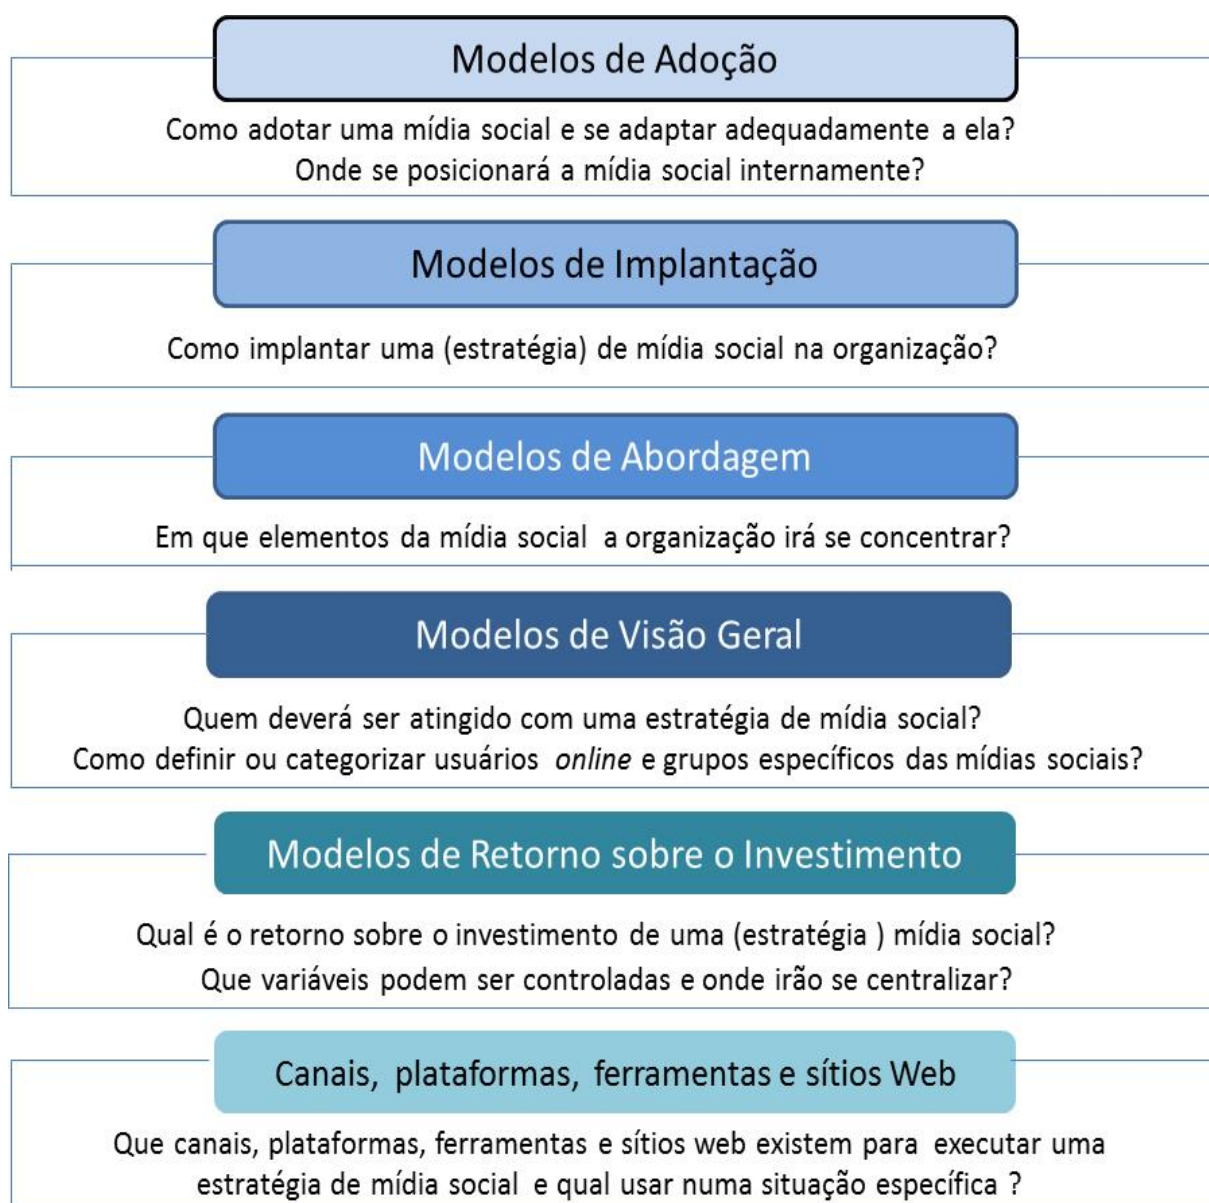 Modelos de Adoção
Como adotar uma mídia social e se adaptar adequadamente a ela?
Onde se posicionará a mídia social internamente?
Modelos de Implantação
Como implantar uma (estratégia) de mídia social na organização?
Modelos de Abordagem
Em que elementos da mídia social a organização irá se concentrar?
Modelos de Visão Geral
Quem deverá ser atingido com uma estratégia de mídia social?
Como definir ou categorizar usuários online e grupos específicos das mídias sociais?
Modelos de Retorno sobre o Investimento
Qual é o retorno sobre o investimento de uma (estratégia ) mídia social?
Que variáveis podem ser controladas e onde irão se centralizar?
Canais, plataformas, ferramentas e sítios Web
Que canais, plataformas, ferramentas e sítios web existem para executar uma
estratégia de mídia social e qual usar numa situação específica ?